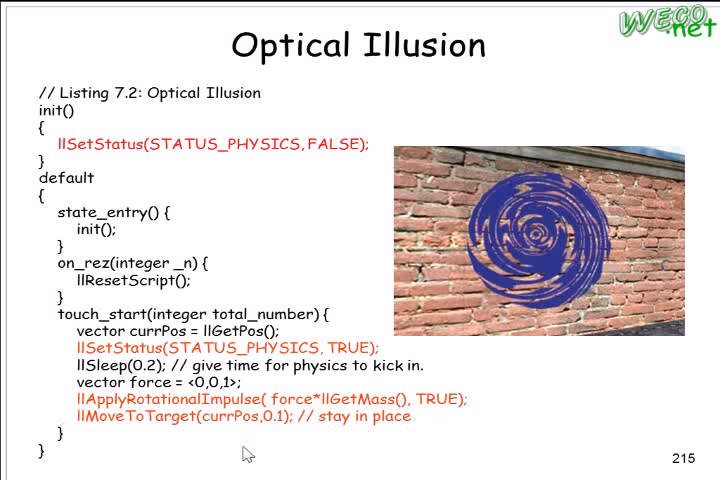 WECO
.net
Optical Illusion
// Listing 7.2: Optical Illusion
init()
{
llSetStatus(STATUS_PHYSICS, FALSE);
}
default
{
state_entry() {
init();
}
on_rez(integer _n) {
llResetScript();
}
touch_start(integer total_number) {
vector currPos = llGetPos();
llSetStatus(STATUS_PHYSICS, TRUE);
llSleep(0.2); // give time for physics to kick in.
vector force = <0,0,1>;
llApplyRotationalImpulse( force*llGetMass(), TRUE);
llMoveToTarget(currPos,0.1); // stay in place
}
}
215